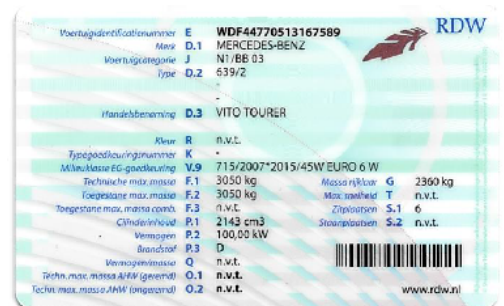 RDW
Voertuigidentificatienummer E WDF44770513167589
Merk D.1 MERCEDES-BENZ
Voertuigcategorie J N1/BB 03
Type D.2 639/2
-
-
Handelsbenaming D.3 VITO TOURER
Kleur R n.v.t.
Typegoedkeuringsnummer K -
Milieuklasse EG-goedkeuring V.9 715/2007*2015/45W EURO 6 W
Technische max. massa F.1 3050 kg Massa rijklaar G 2360 kg
Toegestane max. massa F.2 3050 kg Max. snelheid T n.v.t.
Toegestane max. massa comb. F.3 n.v.t. Zitplaatsen S.1 6
Cilinderinhoud P.1 2143 cm3 Staanplaatsen S.2 n.v.t.
Vermogen P.2 100,00 kW
Brandstof P.3 D
Vermogen/massa Q n.v.t.
Techn. max. massa AHW (geremd) O.1 n.v.t.
Techn. max. massa AHW (ongeremd) O.2 n.v.t. www.rdw.nl